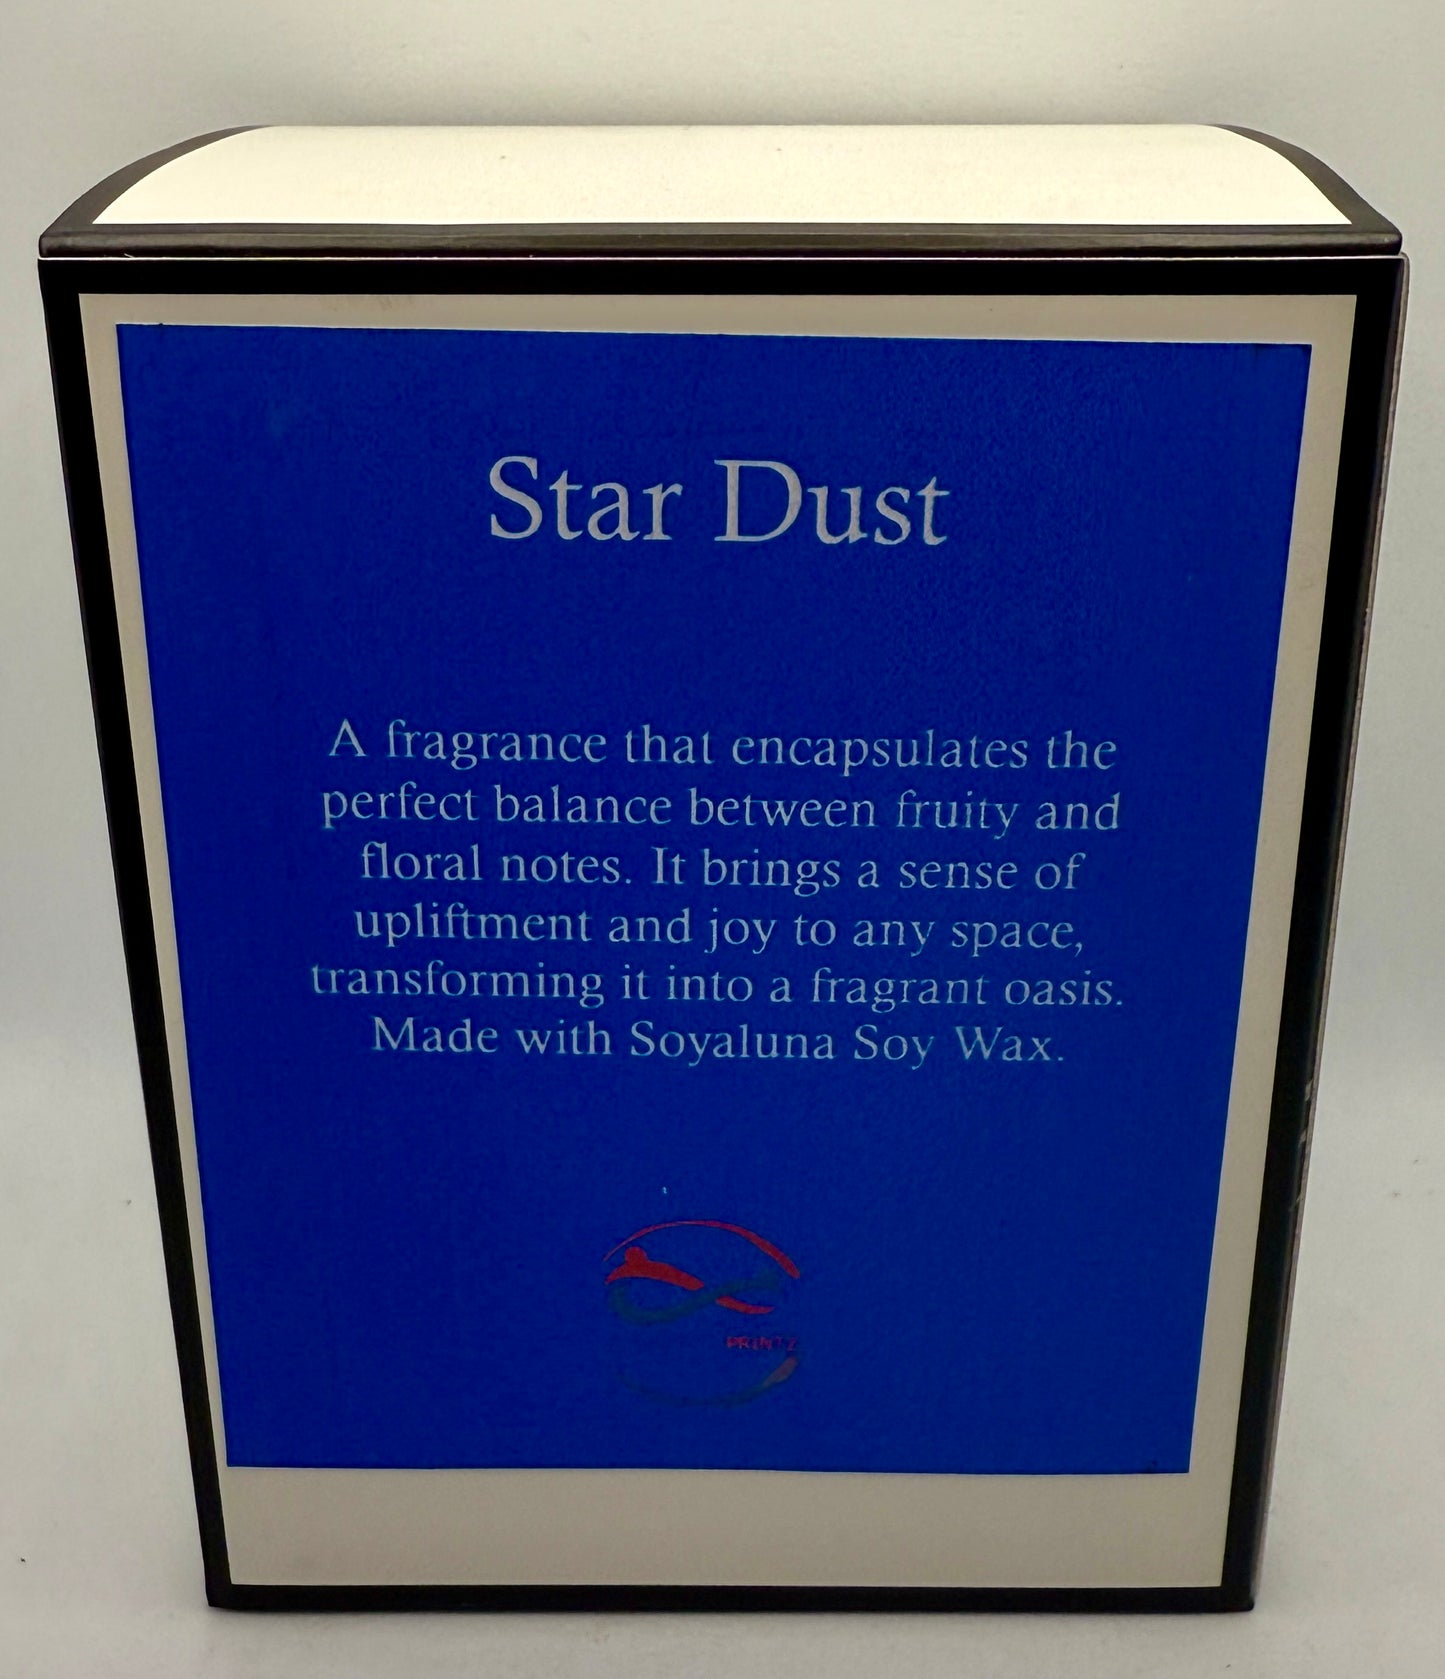 Star Dust
A fragrance that encapsulates the
perfect balance between fruity and
floral notes. It brings a sense of
upliftment and joy to any space,
transforming it into a fragrant oasis.
Made with Soyaluna Soy Wax.
PRINTZ